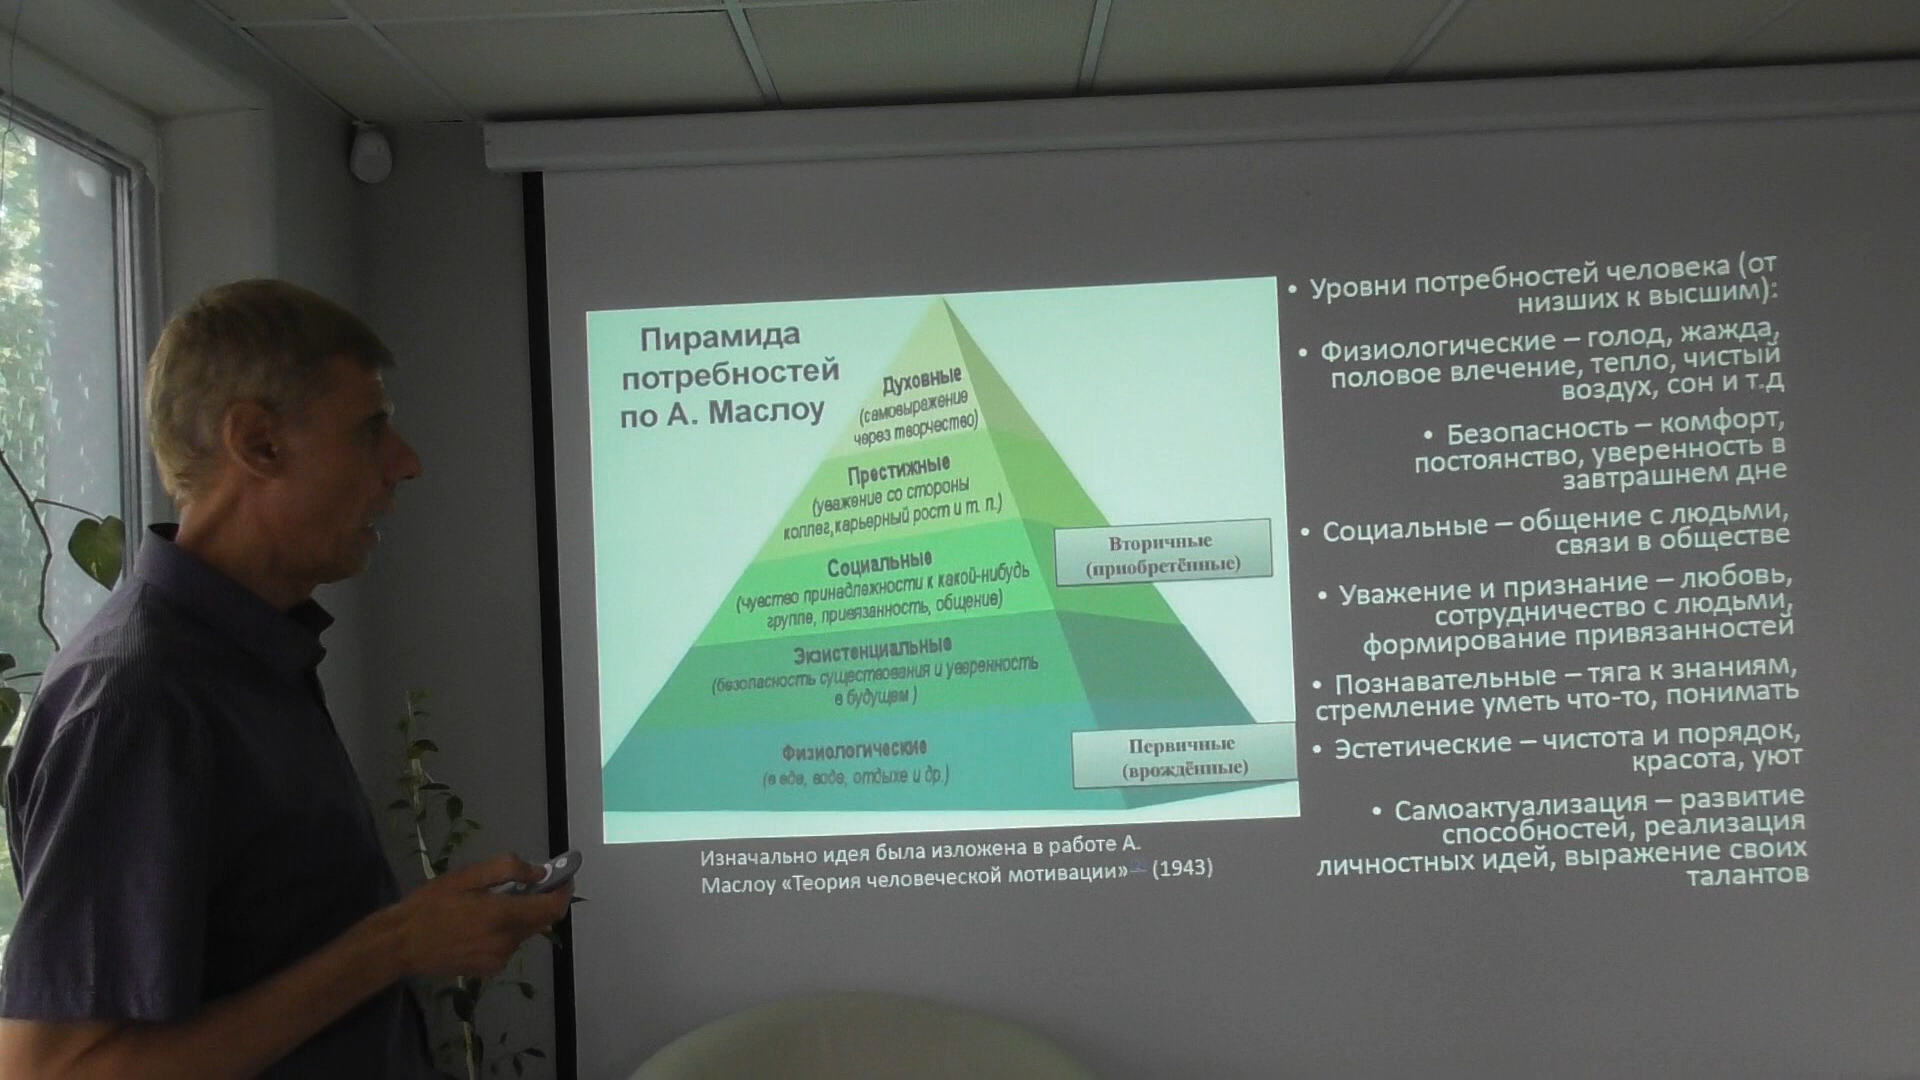 Пирамида
потребностей
по А. Маслоу
Духовные
(самовыражение
через творчество)
Престижные
(уважение со стороны
коллег,карьерный рост и т. п.)
Социальные
(чувство принадлежности к какой-нибудь
группе, привязанность, общение)
Экзистенциальные
(безопасность существования и уверенность
в будущем )
Физиологические
(в еде, воде, отдыхе и др.)
Вторичные
(приобретённые)
Первичные
(врождённые)
Изначально идея была изложена в работе А.
Маслоу «Теория человеческой мотивации» (1943)
• Уровни потребностей человека (от
низших к высшим):
• Физиологические – голод, жажда,
половое влечение, тепло, чистый
воздух, сон и т.д
• Безопасность – комфорт,
постоянство, уверенность в
завтрашнем дне
• Социальные – общение с людьми,
связи в обществе
• Уважение и признание – любовь,
сотрудничество с людьми,
формирование привязанностей
• Познавательные – тяга к знаниям,
стремление уметь что-то, понимать
• Эстетические – чистота и порядок,
красота, уют
• Самоактуализация – развитие
способностей, реализация
личностных идей, выражение своих
талантов